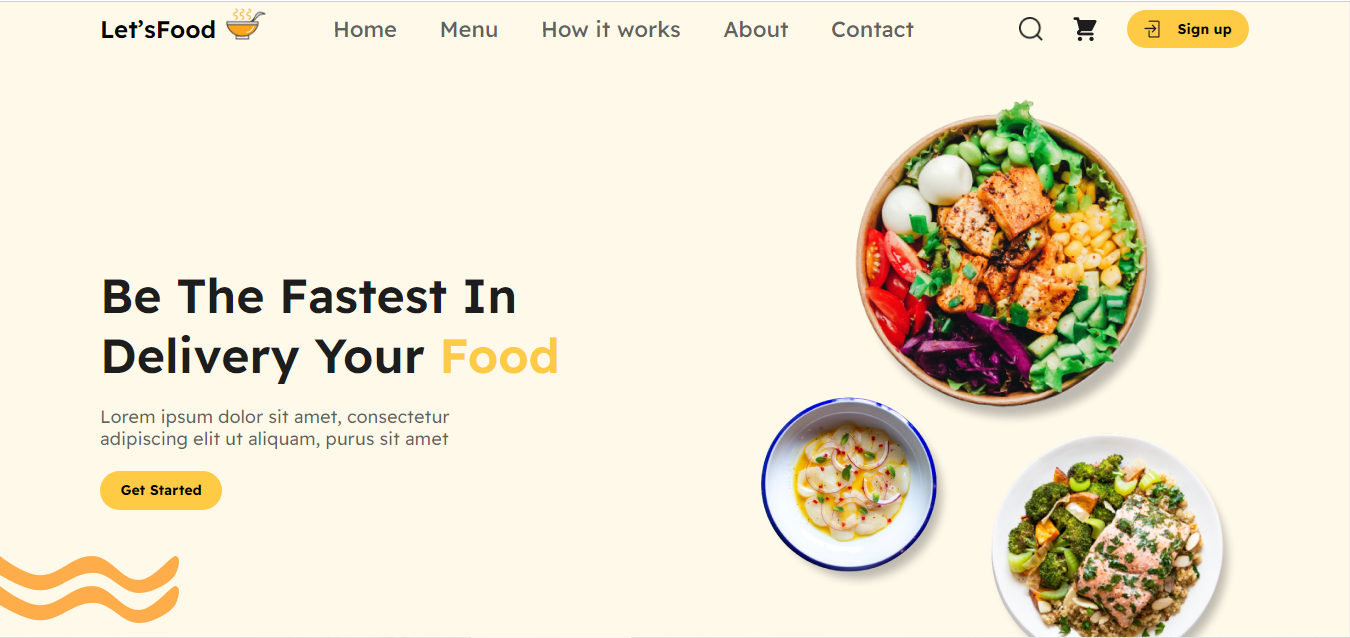 Let’sFood
Home
Menu
How it works
About
Contact
Sign up
Be The Fastest In
Delivery Your Food
Lorem ipsum dolor sit amet, consectetur
adipiscing elit ut aliquam, purus sit amet
Get Started